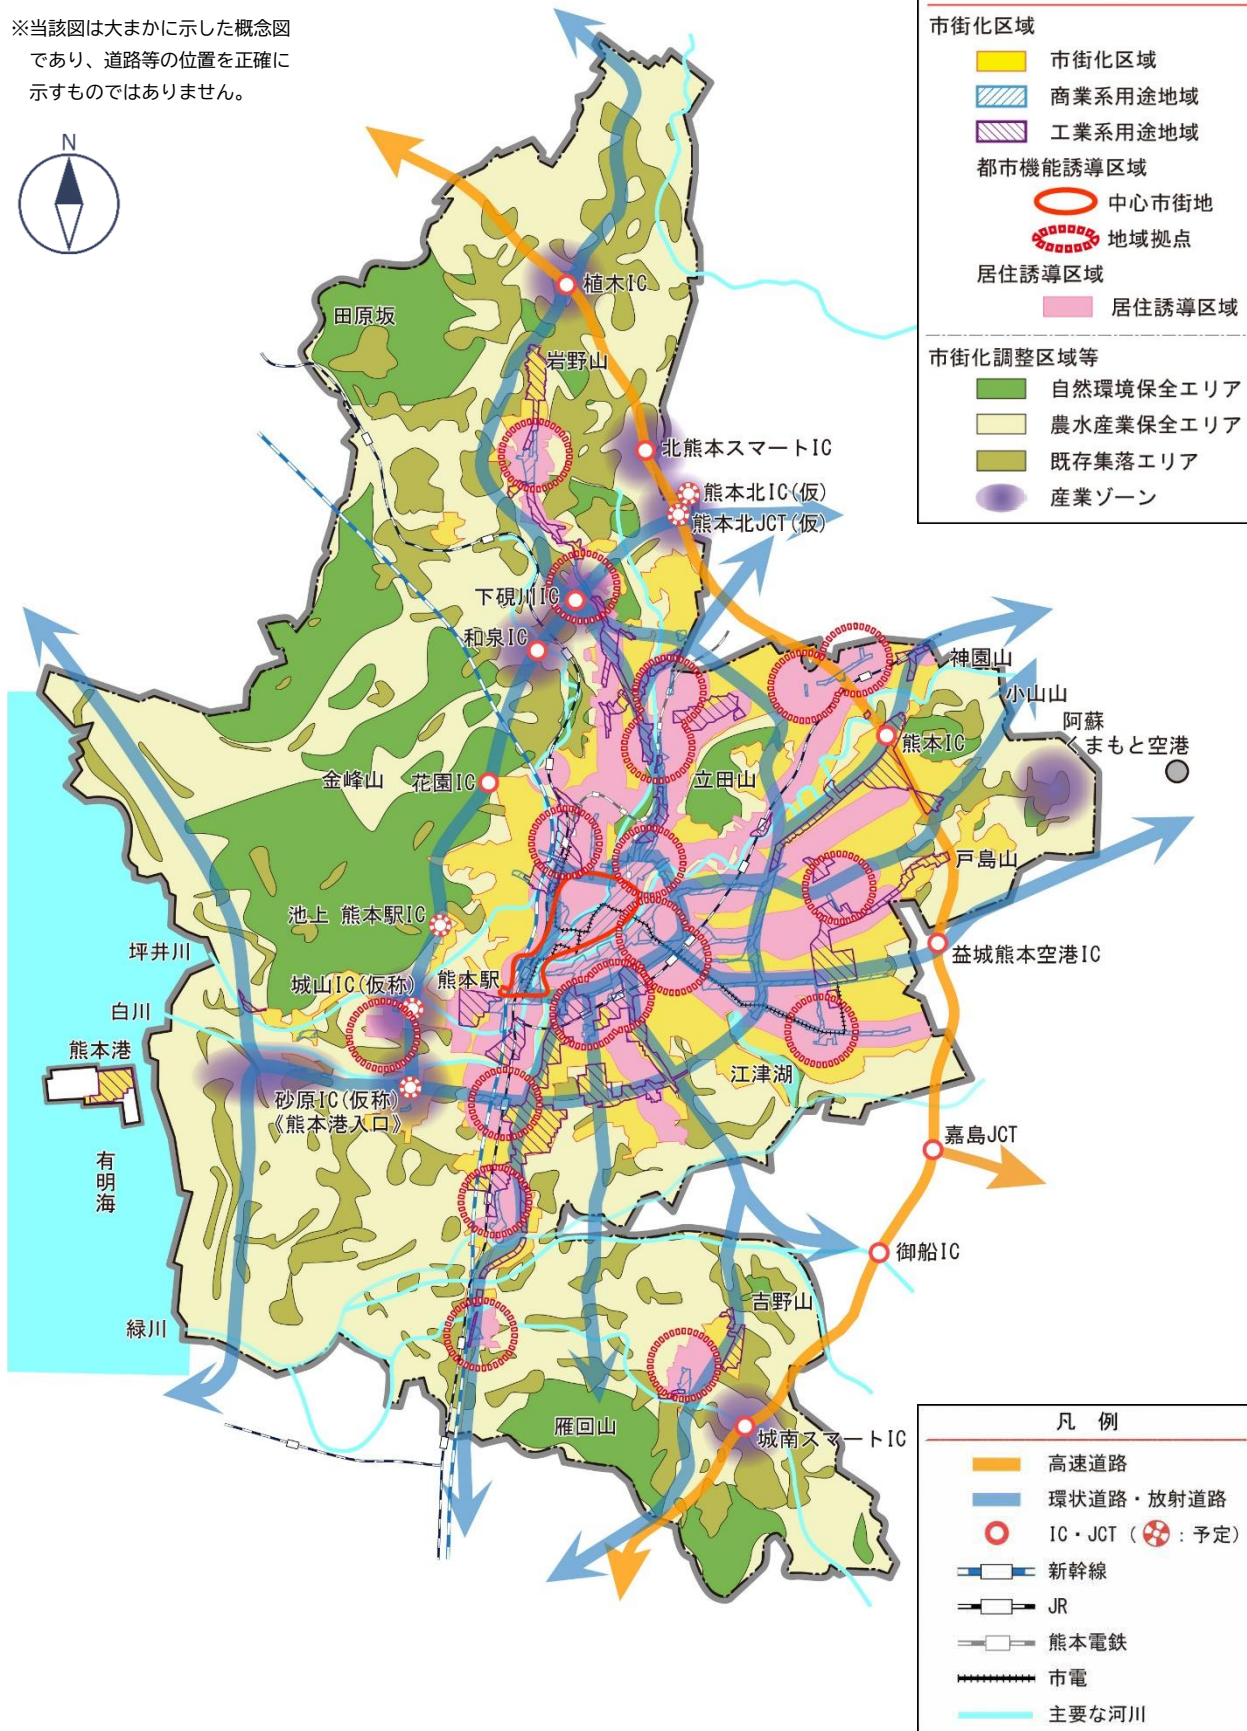 ※当該図は大まかに示した概念図
であり、道路等の位置を正確に
示すものではありません。
N
市街化区域
市街化区域
商業系用途地域
工業系用途地域
都市機能誘導区域
中心市街地
地域拠点
居住誘導区域
居住誘導区域
市街化調整区域等
自然環境保全エリア
農水産業保全エリア
既存集落エリア
産業ゾーン
植木IC
田原坂
岩野山
北熊本スマートIC
熊本北IC(仮)
熊本北JCT(仮)
下硯川IC
和泉IC
神園山
小山山
阿蘇
くまもと空港
熊本IC
立田山
金峰山
花園IC
戸島山
池上 熊本駅IC
坪井川
益城熊本空港IC
城山IC(仮称)
熊本駅
白川
熊本港
江津湖
砂原IC(仮称)
《熊本港入口》
嘉島JCT
有明海
御船IC
吉野山
緑川
雁回山
城南スマートIC
凡 例
高速道路
環状道路・放射道路
IC・JCT ( : 予定)
新幹線
JR
熊本電鉄
市電
主要な河川